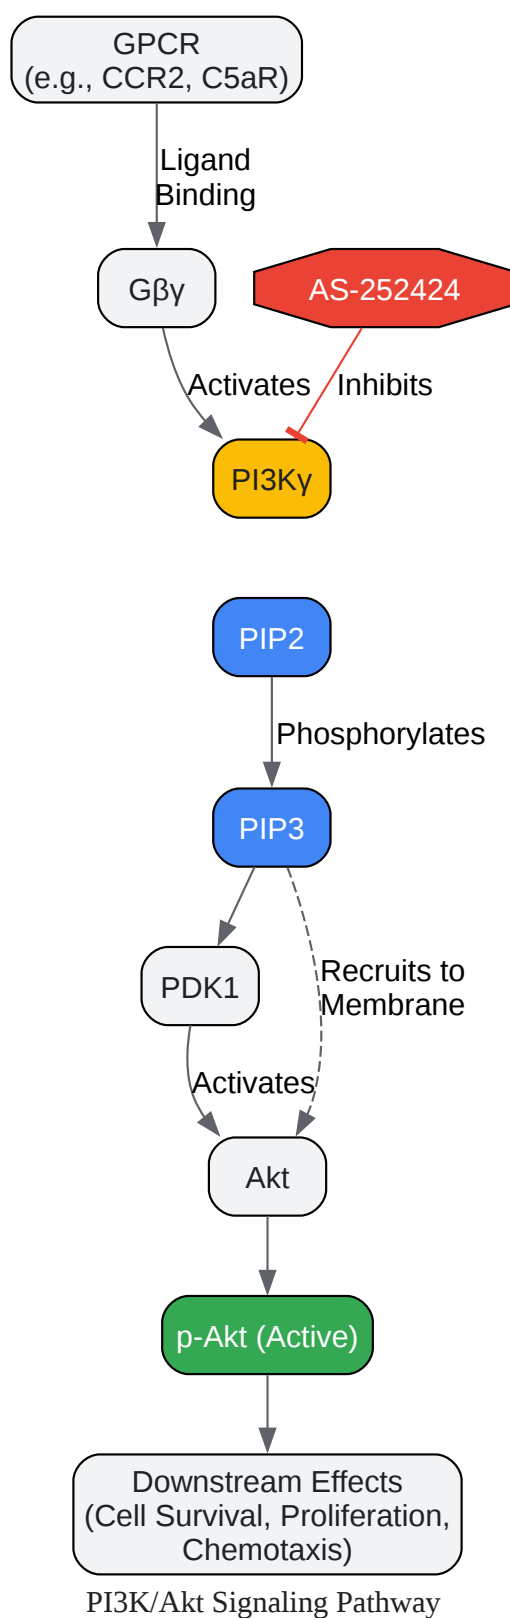 GPCR
(e.g., CCR2, C5aR)
Ligand
Binding
Gβγ
AS-252424
Activates
Inhibits
PI3Kγ
PIP2
Phosphorylates
PIP3
PDK1
Recruits to
Membrane
Activates
Akt
p-Akt (Active)
Downstream Effects
(Cell Survival, Proliferation,
Chemotaxis)
PI3K/Akt Signaling Pathway